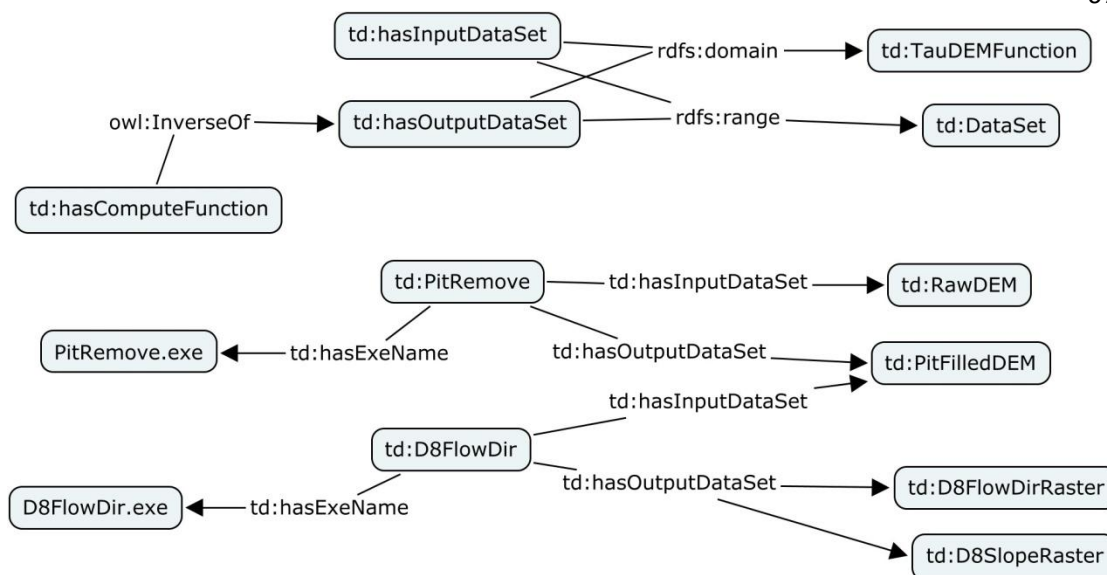 td:hasInputDataSet
rdfs:domain
td:TauDEMFunction
owl:InverseOf
td:hasOutputDataSet
rdfs:range
td:DataSet
td:hasComputeFunction
td:PitRemove
td:hasInputDataSet
td:RawDEM
PitRemove.exe
td:hasExeName
td:hasOutputDataSet
td:PitFilledDEM
td:hasInputDataSet
td:D8FlowDir
td:hasOutputDataSet
td:D8FlowDirRaster
D8FlowDir.exe
td:hasExeName
td:D8SlopeRaster